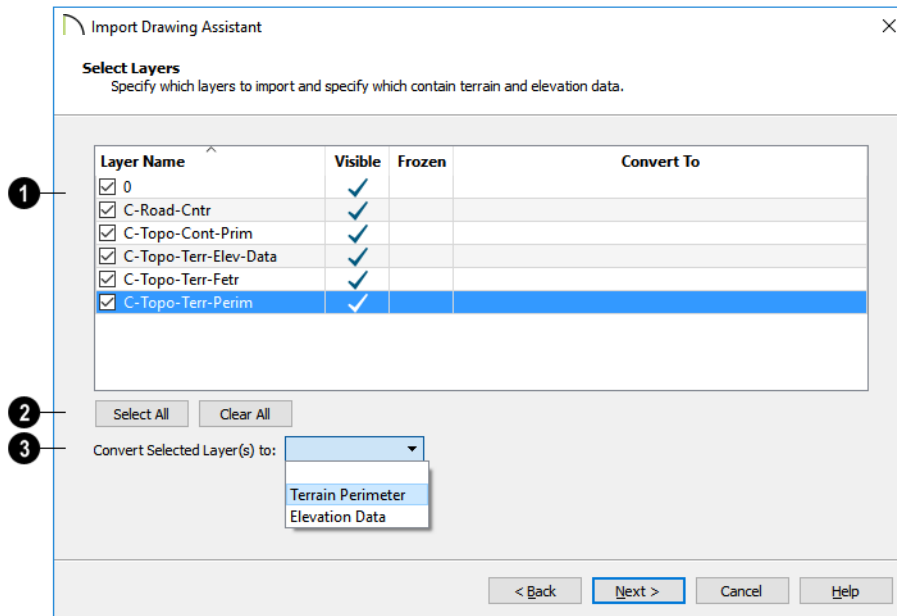 Import Drawing Assistant
Select Layers
Specify which layers to import and specify which contain terrain and elevation data.
Layer Name Visible Frozen Convert To
1
0
C-Road-Cntr
C-Topo-Cont-Prim
C-Topo-Terr-Elev-Data
C-Topo-Terr-Fetr
C-Topo-Terr-Perim
2 Select All Clear All
3 Convert Selected Layer(s) to:
Terrain Perimeter
Elevation Data
< Back Next > Cancel Help